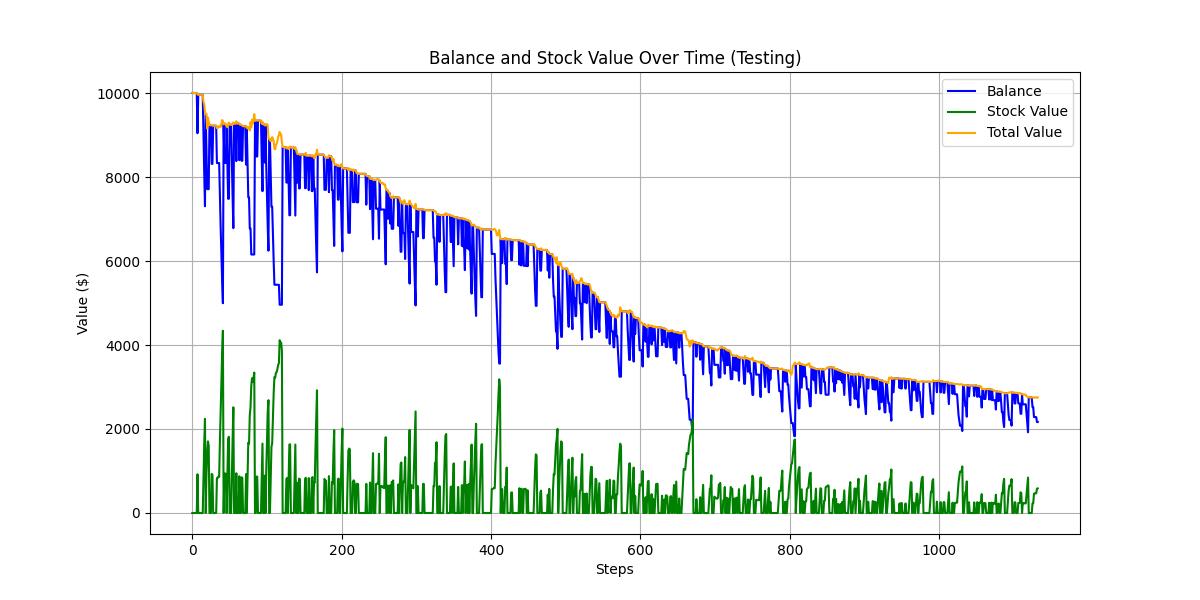 Balance and Stock Value Over Time (Testing)
Balance
Stock Value
Total Value
Value ($)
10000
8000
6000
4000
2000
0
0 200 400 600 800 1000
Steps